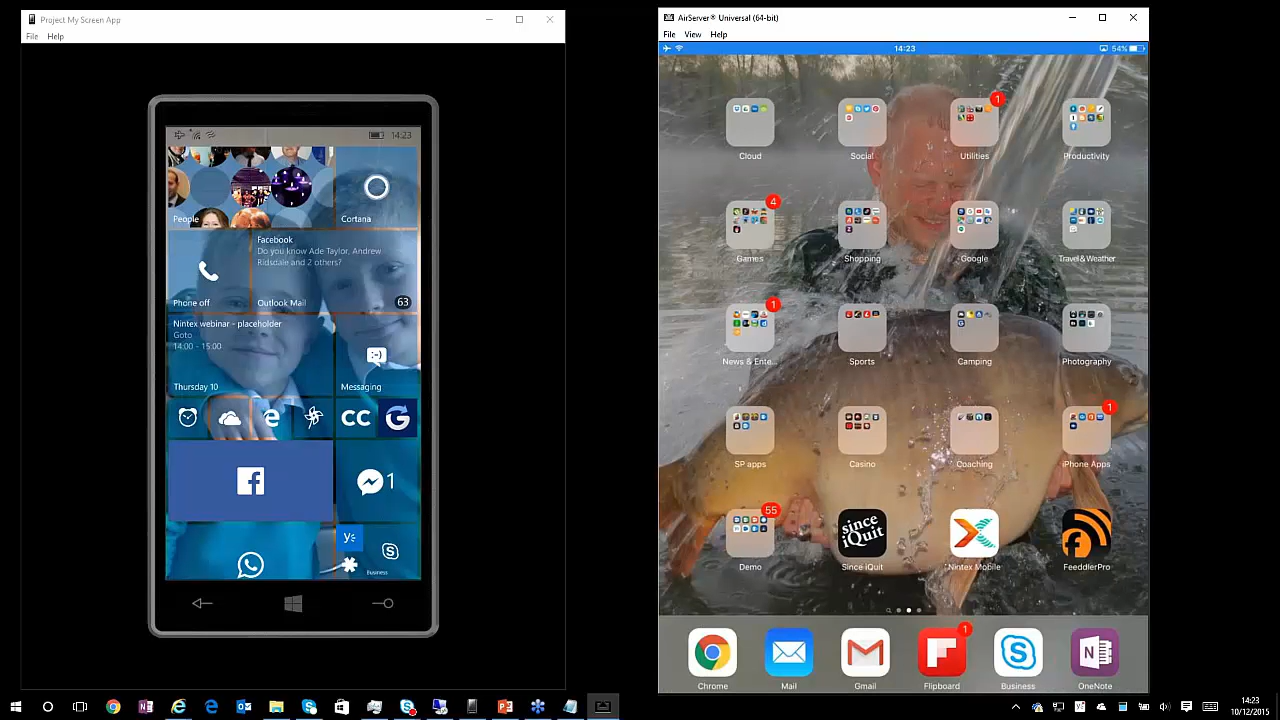 Project My Screen App
File Help
14:23
People
Cortana
Facebook
Do you know Ade Taylor, Andrew
Ridsdale and 2 others?
Phone off
Outlook Mail
63
Nintex webinar - placeholder
Goto
14:00 - 15:00
Thursday 10
Messaging
CC
1
Business
AirServer® Universal (64-bit)
File View Help
14:23
54%
1
Cloud
Social
Utilities
Productivity
4
Games
Shopping
Google
Travel&Weather
1
News & Ente...
Sports
Camping
Photography
1
SP apps
Casino
Coaching
iPhone Apps
55
since
iQuit
Demo
Since iQuit
Nintex Mobile
FeeddlerPro
1
Chrome
Mail
Gmail
Flipboard
Business
OneNote
14:23
10/12/2015